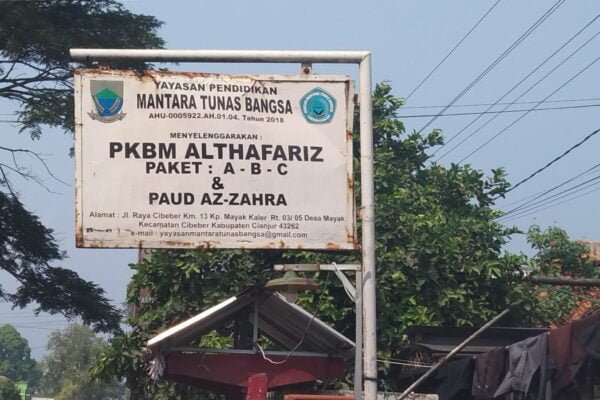 YAYASAN PENDIDIKAN
MANTARA TUNAS BANGSA
AHU-0005922.AH.01.04. Tahun 2018
MENYELENGGARAKAN :
PKBM ALTHAFARIZ
PAKET : A - B - C
&
PAUD AZ-ZAHRA
Alamat : Jl. Raya Cibeber Km. 13 Kp. Mayak Kaler Rt. 03/ 05 Desa Mayak
Kecamatan Cibeber Kabupaten Cianjur 43262
e-mail : yayasanmantaratunasbangsa@gmail.com